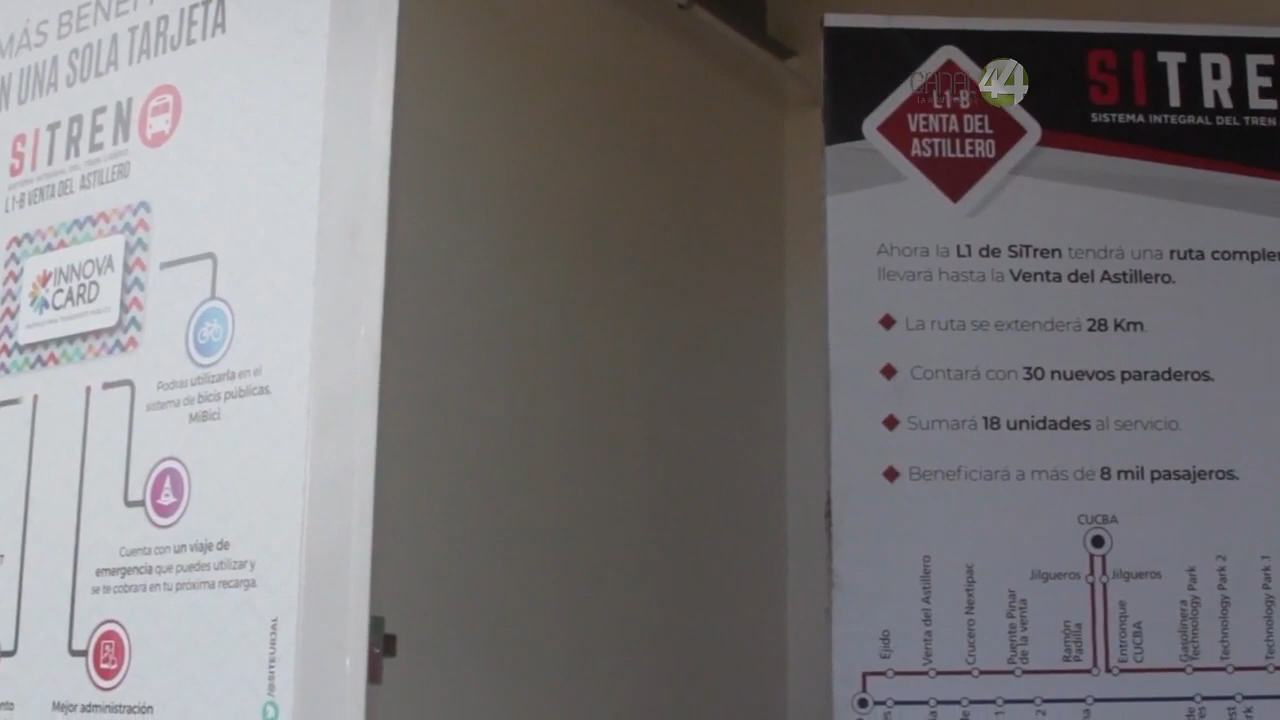 MÁS BENEF
N UNA SOLA TARJETA
SITREN
L1-B VENTA DEL ASTILLERO
INNOVA
CARD
Podrás utilizarla en el
sistema de bicis públicas,
MiBici
Cuenta con un viaje de
emergencia que puedes utilizar y
se te cobrará en tu próxima recarga.
Mejor administración
@SITEURJAL
CANAL 44
L1-B
VENTA DEL
ASTILLERO
SITRE
SISTEMA INTEGRAL DEL TREN
Ahora la L1 de SiTren tendrá una ruta complem
llevará hasta la Venta del Astillero.
La ruta se extenderá 28 Km.
Contará con 30 nuevos paraderos.
Sumará 18 unidades al servicio.
Beneficiará a más de 8 mil pasajeros.
CUCBA
Jilgueros
Jilgueros
Ejido
Venta del Astillero
Crucero Nextipac
Puente Pinar
de la venta
Ramón
Padilla
Entronque
CUCBA
Gasolinera
Technology Park
Technology Park 2
Technology Park 1